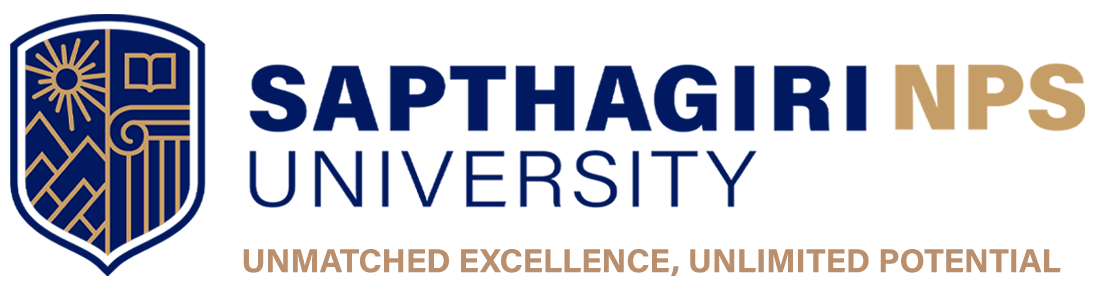 SAPTHAGIRI NPS
UNIVERSITY
UNMATCHED EXCELLENCE, UNLIMITED POTENTIAL